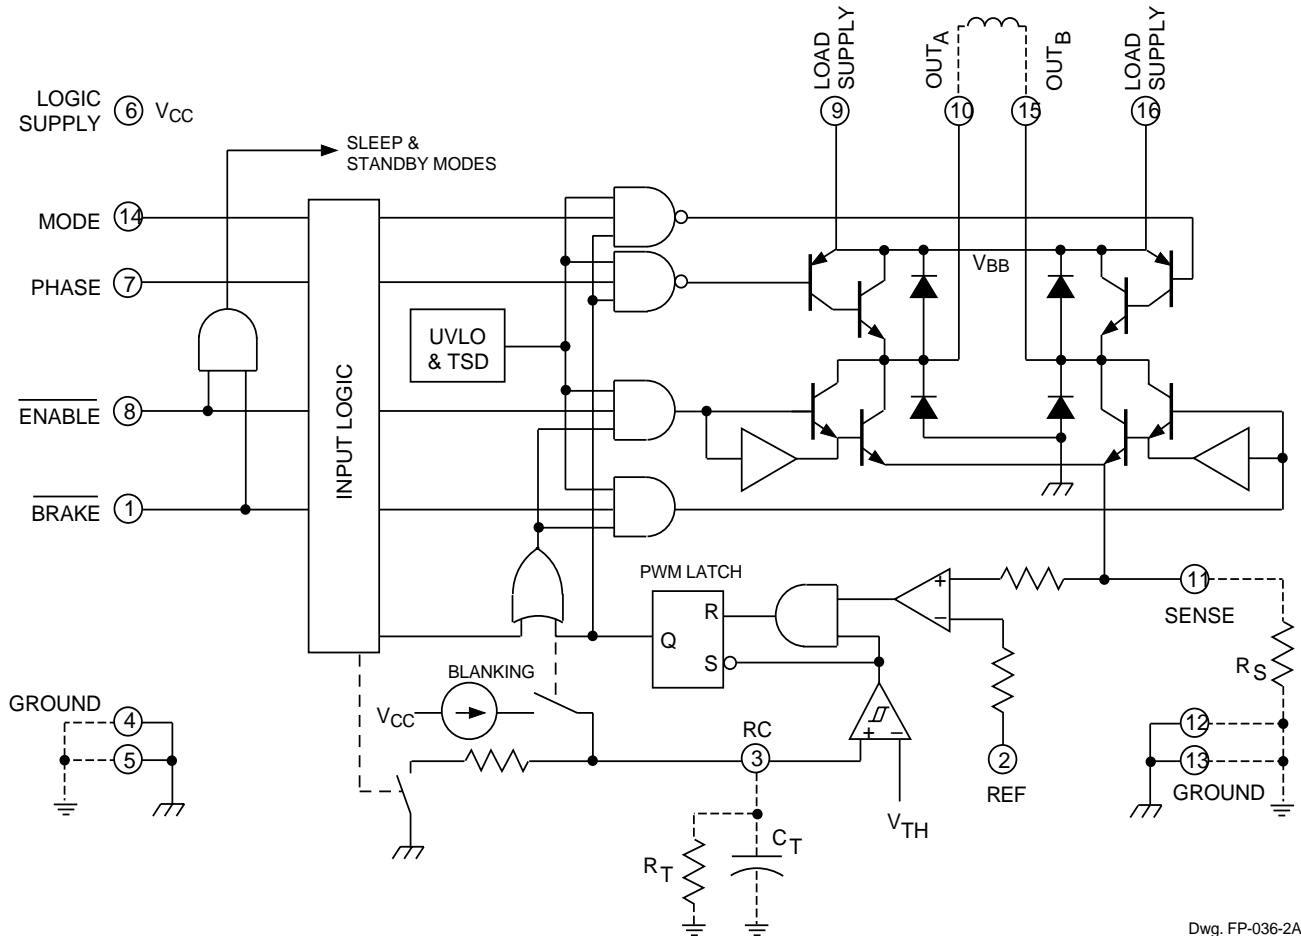 LOAD
SUPPLY
OUTA
OUTB
LOAD
SUPPLY
LOGIC
SUPPLY
6
VCC
9
10
15
16
SLEEP &
STANDBY MODES
MODE
14
PHASE
7
VBB
UVLO
& TSD
INPUT LOGIC
ENABLE
8
BRAKE
1
PWM LATCH
R
Q
S
+
−
11
SENSE
RS
BLANKING
VCC
GROUND
4
5
RC
3
+
−
2
REF
12
13
GROUND
VTH
RT
CT
Dwg. FP-036-2A